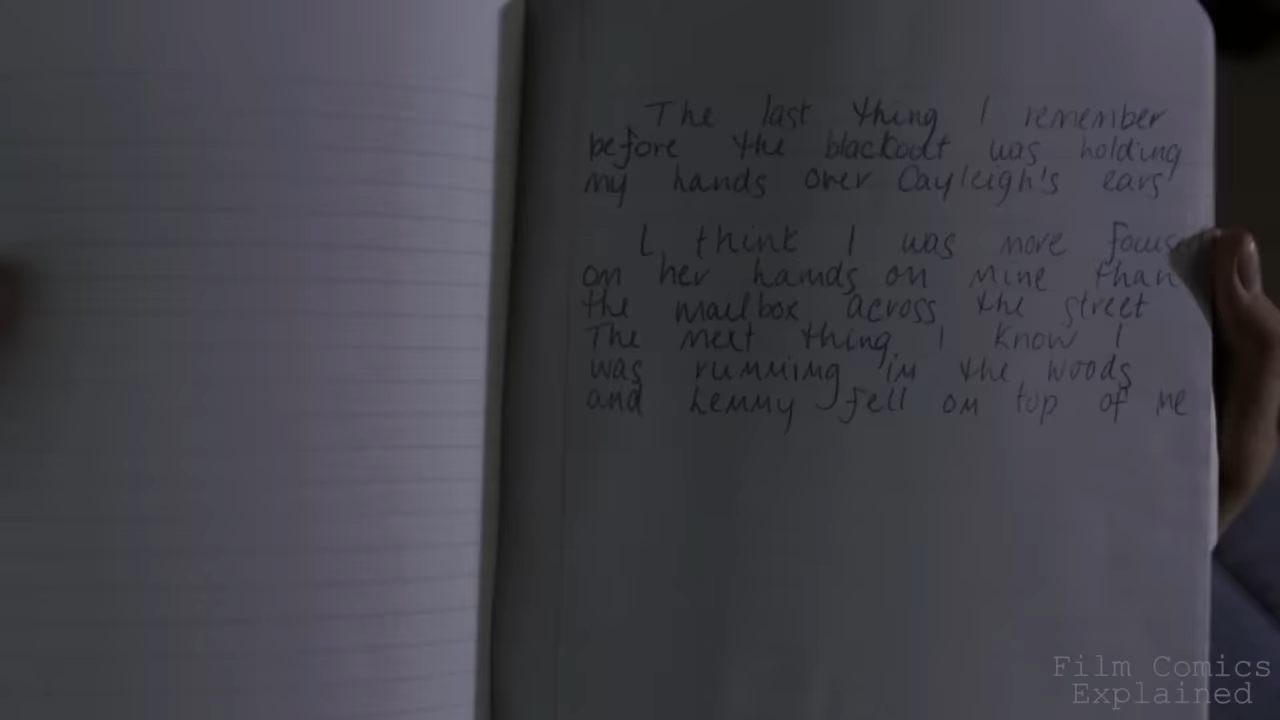 The last thing I remember
before the blackout was holding
my hands over Cayleigh's ears
I think I was more focus
on her hands on mine than
the mailbox across the street
The next thing I know I
was running in the woods
and Lemmy fell on top of me
Film Comics
Explained